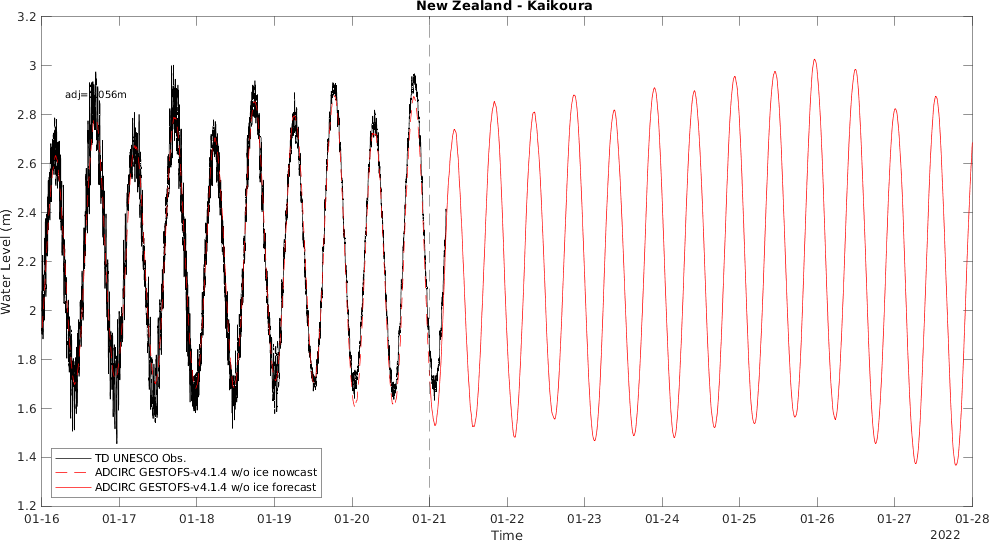 New Zealand - Kaikoura
3.2
3
2.8
2.6
2.4
2.2
2
1.8
1.6
1.4
1.2
Water Level (m)
TD UNESCO Obs.
ADCIRC GESTOFS-v4.1.4 w/o ice nowcast
ADCIRC GESTOFS-v4.1.4 w/o ice forecast
01-16 01-17 01-18 01-19 01-20 01-21 01-22 01-23 01-24 01-25 01-26 01-27 01-28
Time
2022